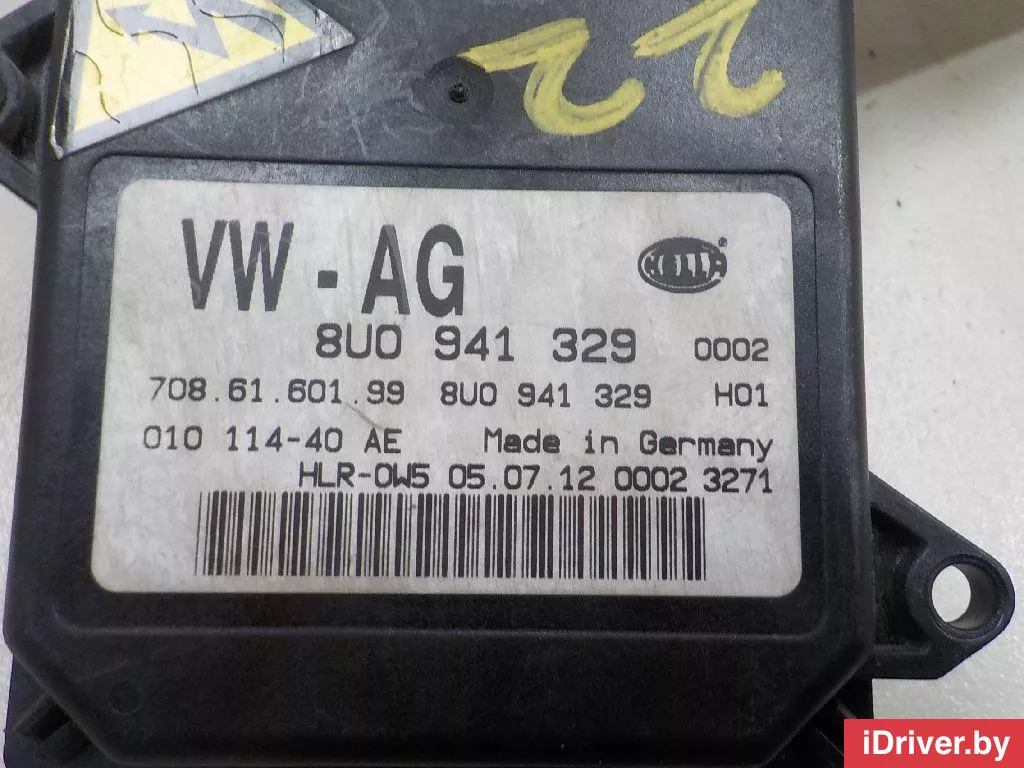 22
VW-AG
HELLA ®
8U0 941 329 0002
708.61.601.99 8U0 941 329 H01
010 114-40 AE Made in Germany
HLR-0W5 05.07.12 0002 3271
iDriver.by